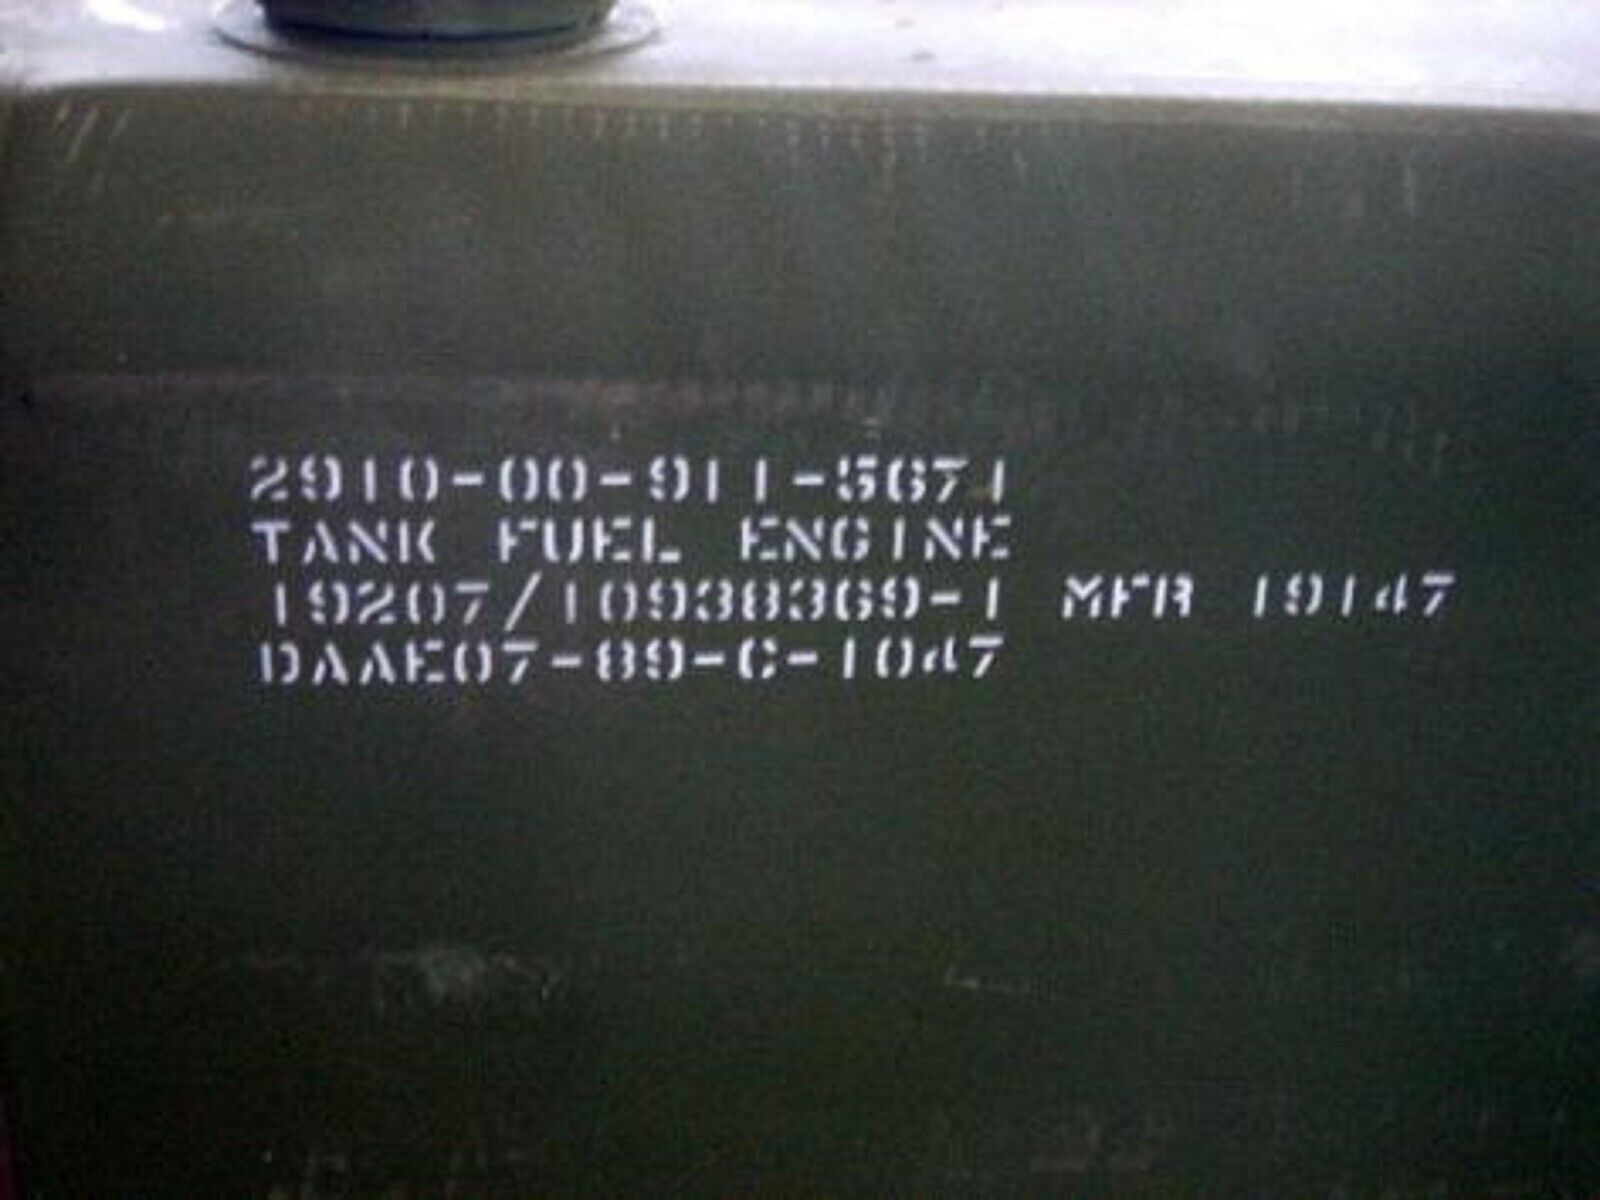 2910-00-911-5671
TANK FUEL ENGINE
19207/10938369-1 MFR 19147
DAAE07-89-C-1047